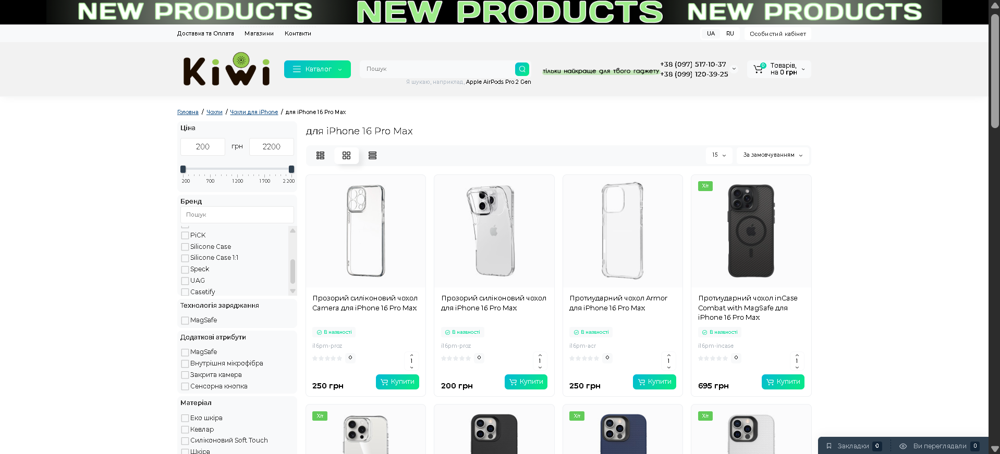 NEW PRODUCTS NEW PRODUCTS NEW PRODUCTS
Доставка та Оплата Магазини Контакти UA RU Особистий кабінет
Kiwi
Каталог
Пошук
Я шукаю, наприклад, Apple AirPods Pro 2 Gen
тільки найкраще для твого гаджету
+38 (097) 517-10-37
+38 (099) 120-39-25
0
Товарів,
на 0 грн
Головна / Чохли / Чохли для iPhone / для iPhone 16 Pro Max
Ціна
200 грн 2200
200 700 1 200 1 700 2 200
Бренд
Пошук
PiCK
Silicone Case
Silicone Case 1:1
Speck
UAG
Casetify
Технологія заряджання
MagSafe
Додаткові атрибути
MagSafe
Внутрішня мікрофібра
Закрита камера
Сенсорна кнопка
Матеріал
Еко шкіра
Кевлар
Силіконовий Soft Touch
Шкіра
для iPhone 16 Pro Max
15 За замовчуванням
Прозорий силіконовий чохол
Camera для iPhone 16 Pro Max
В наявності
i16pm-proz
0
1
250 грн Купити
Прозорий силіконовий чохол
для iPhone 16 Pro Max
В наявності
i16pm-proz
0
1
200 грн Купити
Протиударний чохол Armor
для iPhone 16 Pro Max
В наявності
i16pm-aдr
0
1
250 грн Купити
Хіт
Протиударний чохол inCase
Combat with MagSafe для
iPhone 16 Pro Max
В наявності
i16pm-incase
0
1
695 грн Купити
Хіт
Хіт
Хіт
Закладки 0 Ви переглядали 0